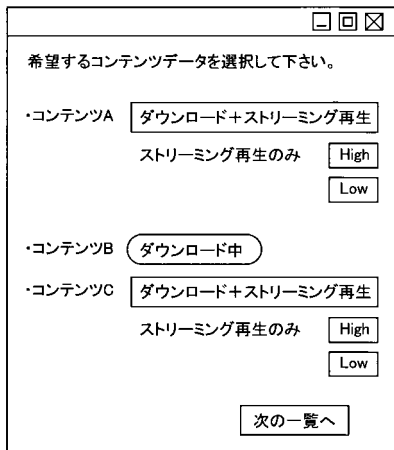 希望するコンテンツデータを選択して下さい。
・コンテンツA ダウンロード＋ストリーミング再生
ストリーミング再生のみ High
Low
・コンテンツB ダウンロード中
・コンテンツC ダウンロード＋ストリーミング再生
ストリーミング再生のみ High
Low
次の一覧へ